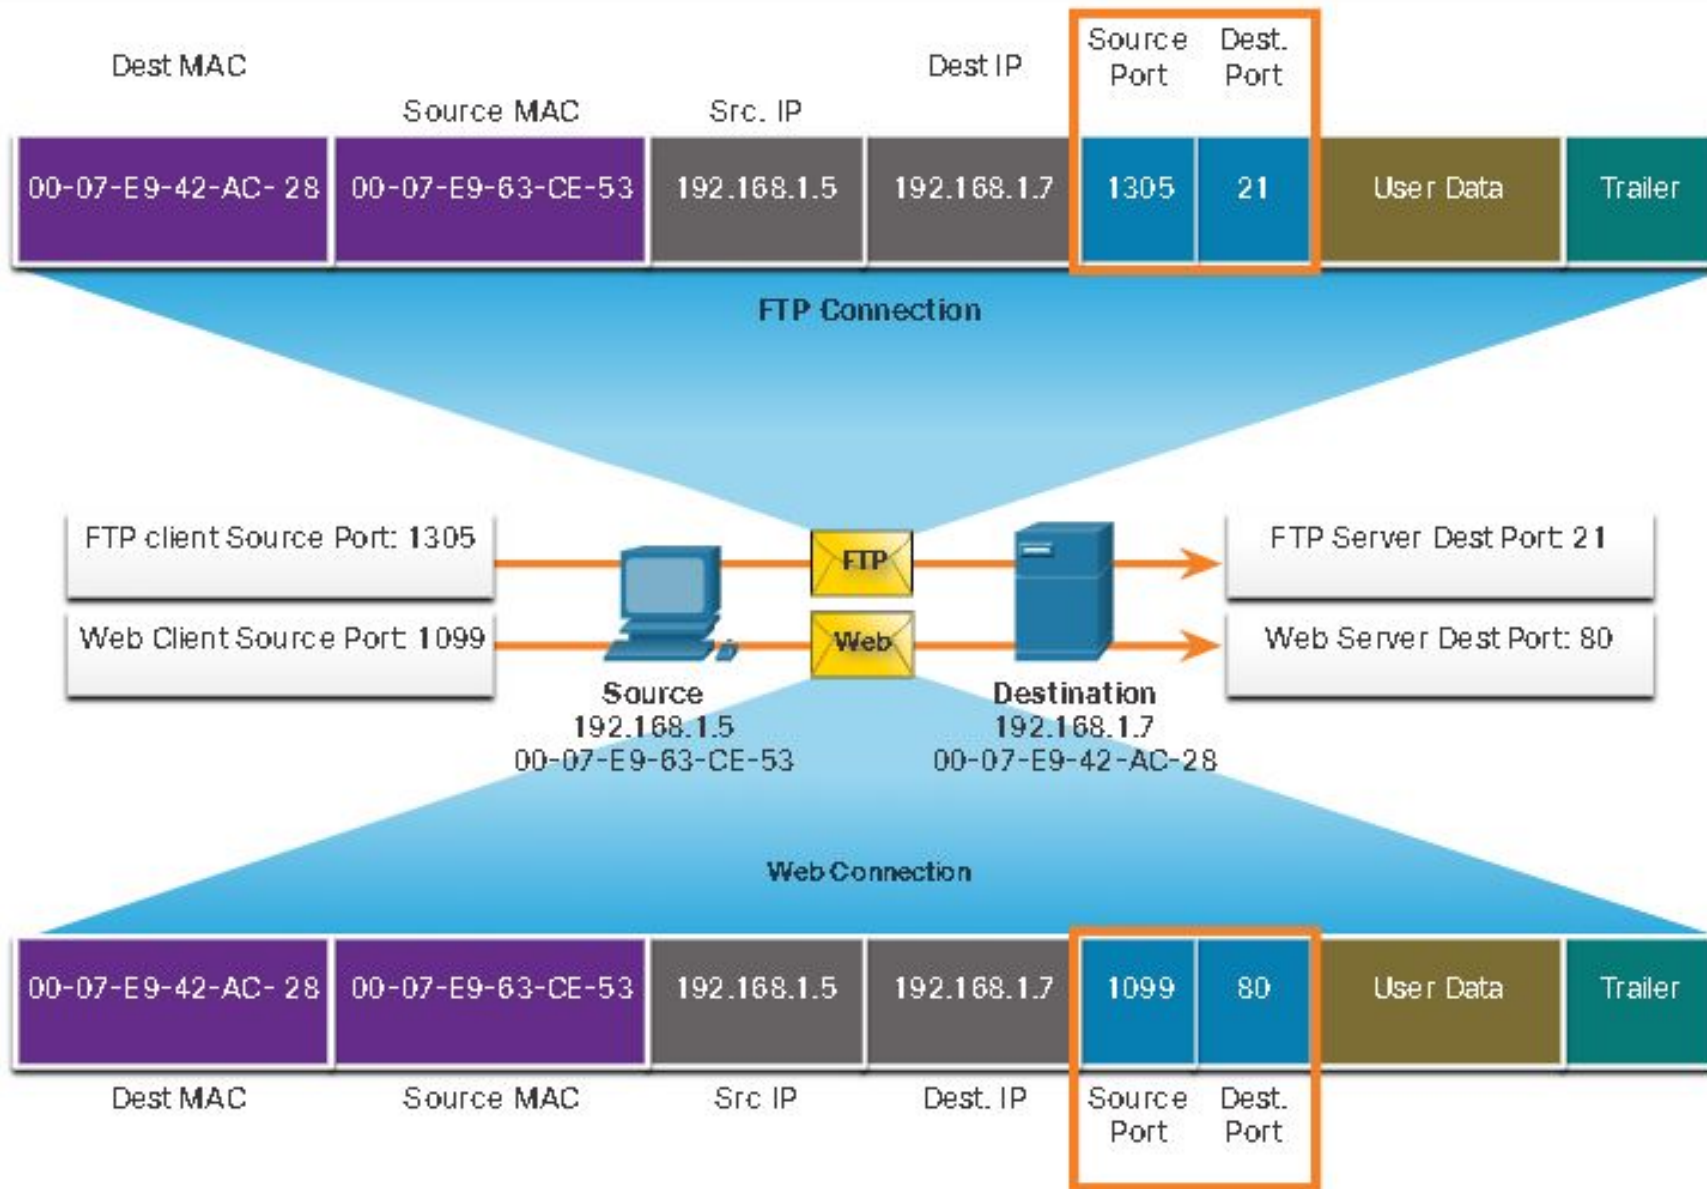 Dest MAC
Source MAC
Src. IP
Dest IP
Source
Port
Dest.
Port
00-07-E9-42-AC- 28
00-07-E9-63-CE-53
192.168.1.5
192.168.1.7
1305
21
User Data
Trailer
FTP Connection
FTP client Source Port: 1305
FTP
FTP Server Dest Port: 21
Web Client Source Port: 1099
Web
Web Server Dest Port: 80
Source
192.168.1.5
00-07-E9-63-CE-53
Destination
192.168.1.7
00-07-E9-42-AC-28
Web Connection
00-07-E9-42-AC- 28
00-07-E9-63-CE-53
192.168.1.5
192.168.1.7
1099
80
User Data
Trailer
Dest MAC
Source MAC
Src IP
Dest. IP
Source
Port
Dest.
Port